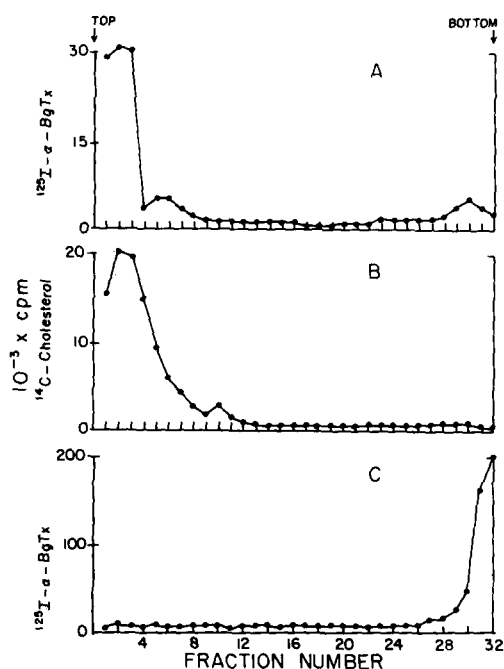 TOP
BOTTOM
A
30
15
0
¹²⁵I-α-BgTx
B
20
10
0
10⁻³ x cpm
¹⁴C-Cholesterol
C
200
100
0
¹²⁵I-α-BgTx
4 8 12 16 20 24 28 32
FRACTION NUMBER